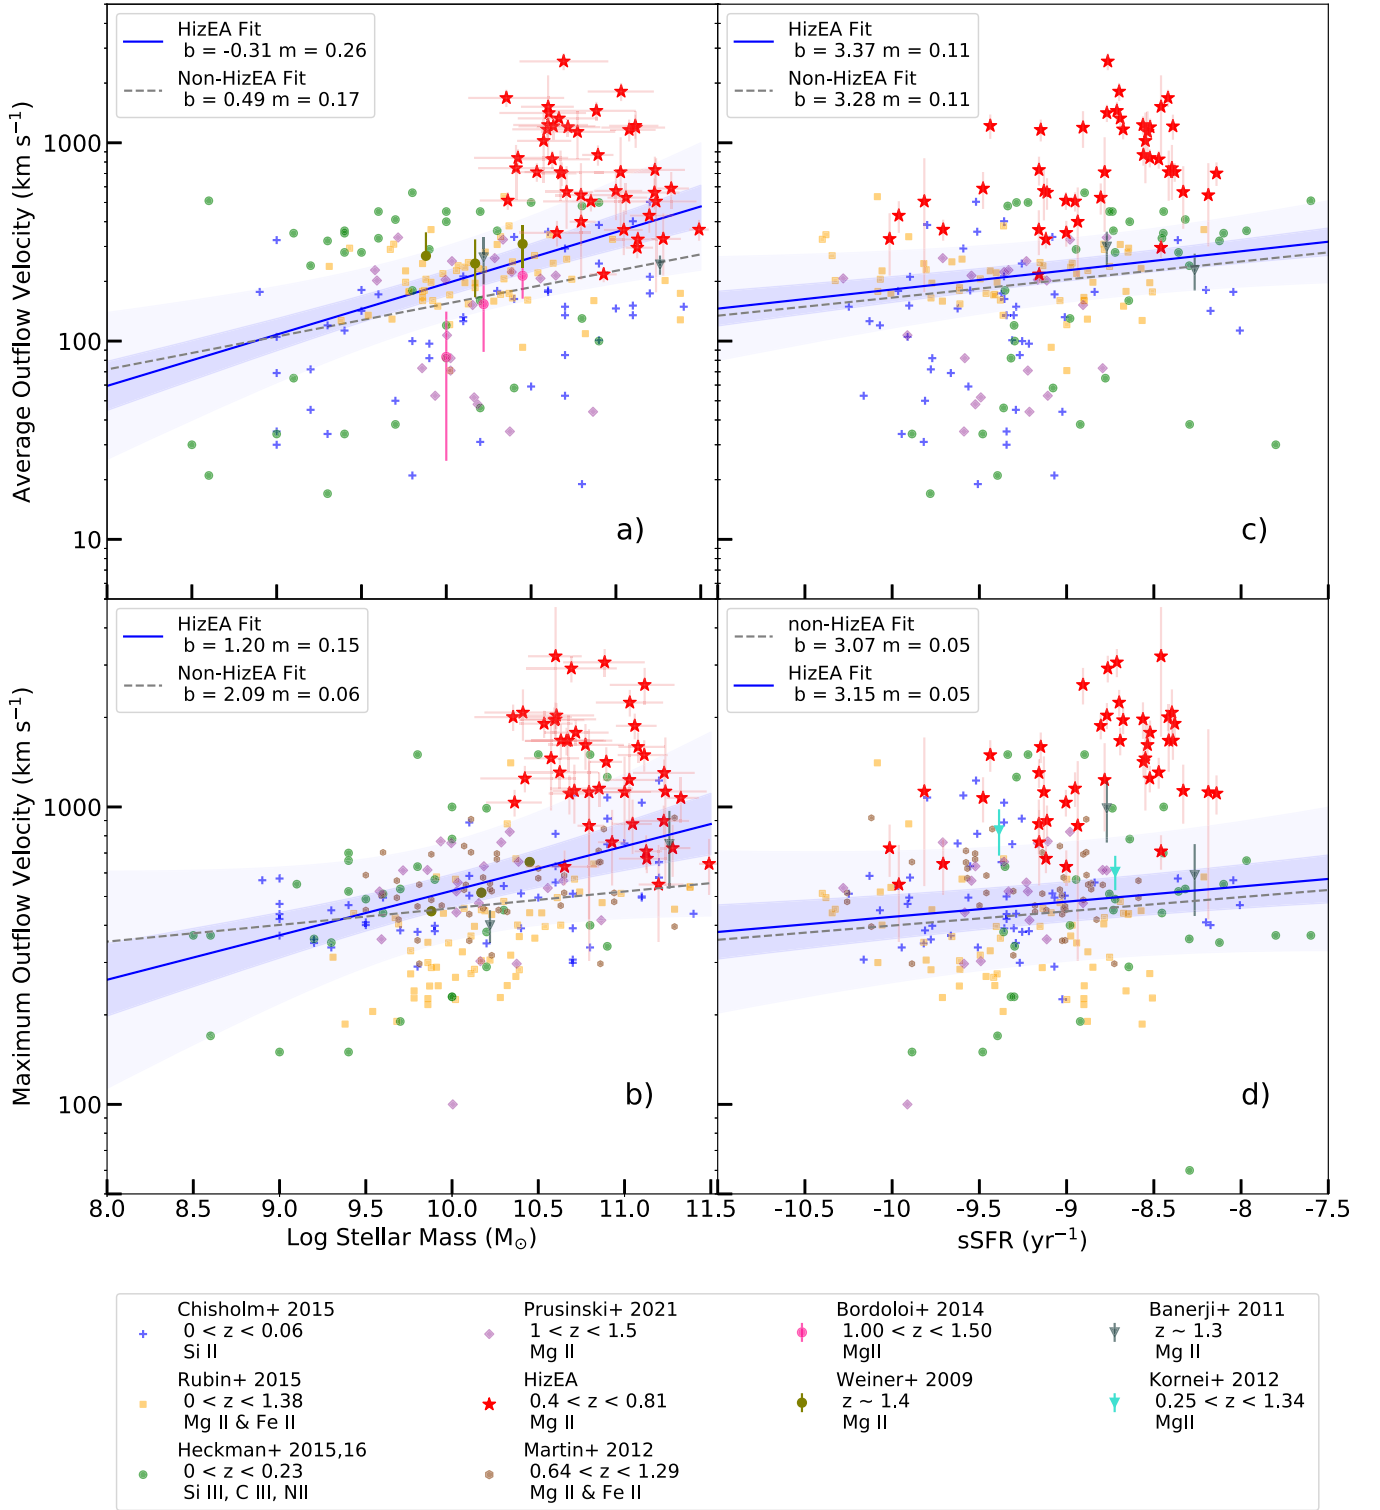 HizEA Fit
b = -0.31 m = 0.26
Non-HizEA Fit
b = 0.49 m = 0.17
a)
1000
100
10
Average Outflow Velocity (km s⁻¹)
HizEA Fit
b = 3.37 m = 0.11
Non-HizEA Fit
b = 3.28 m = 0.11
c)
HizEA Fit
b = 1.20 m = 0.15
Non-HizEA Fit
b = 2.09 m = 0.06
b)
1000
100
Maximum Outflow Velocity (km s⁻¹)
non-HizEA Fit
b = 3.07 m = 0.05
HizEA Fit
b = 3.15 m = 0.05
d)
8.0 9.0 9.5 10.0 10.5 11.0 11.5
Log Stellar Mass (M☉)
-10.5 -10 -9.5 -9 -8.5 -8 -7.5
sSFR (yr⁻¹)
Chisholm+ 2015
0 < z < 0.06
Si II
Rubin+ 2015
0 < z < 1.38
Mg II & Fe II
Heckman+ 2015,16
0 < z < 0.23
Si III, C III, NII
Prusinski+ 2021
1 < z < 1.5
Mg II
HizEA
0.4 < z < 0.81
Mg II
Martin+ 2012
0.64 < z < 1.29
Mg II & Fe II
Bordoloi+ 2014
1.00 < z < 1.50
MgII
Weiner+ 2009
z ~ 1.4
Mg II
Banerji+ 2011
z ~ 1.3
Mg II
Kornei+ 2012
0.25 < z < 1.34
MgII